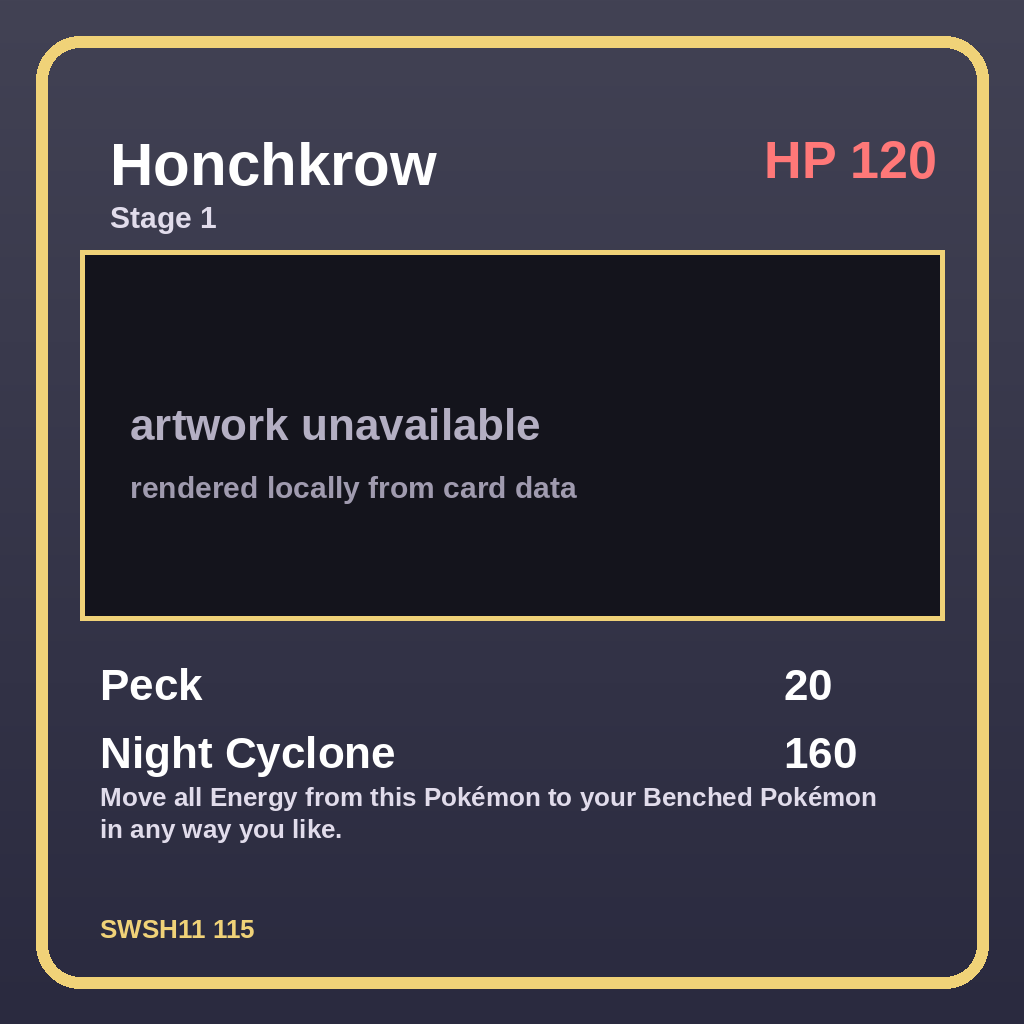 Honchkrow
HP 120
Stage 1
artwork unavailable
rendered locally from card data
Peck 20
Night Cyclone 160
Move all Energy from this Pokémon to your Benched Pokémon
in any way you like.
SWSH11 115